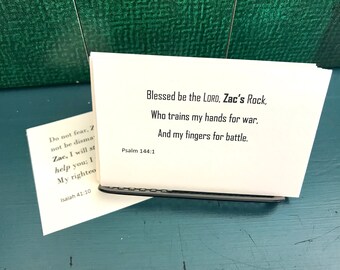 Blessed be the LORD, Zac's Rock,
Who trains my hands for war,
And my fingers for battle.
Psalm 144:1
Do not fear, Z
not be dismay
Zac, I will st
help you; I
My righteo
Isaiah 41:10